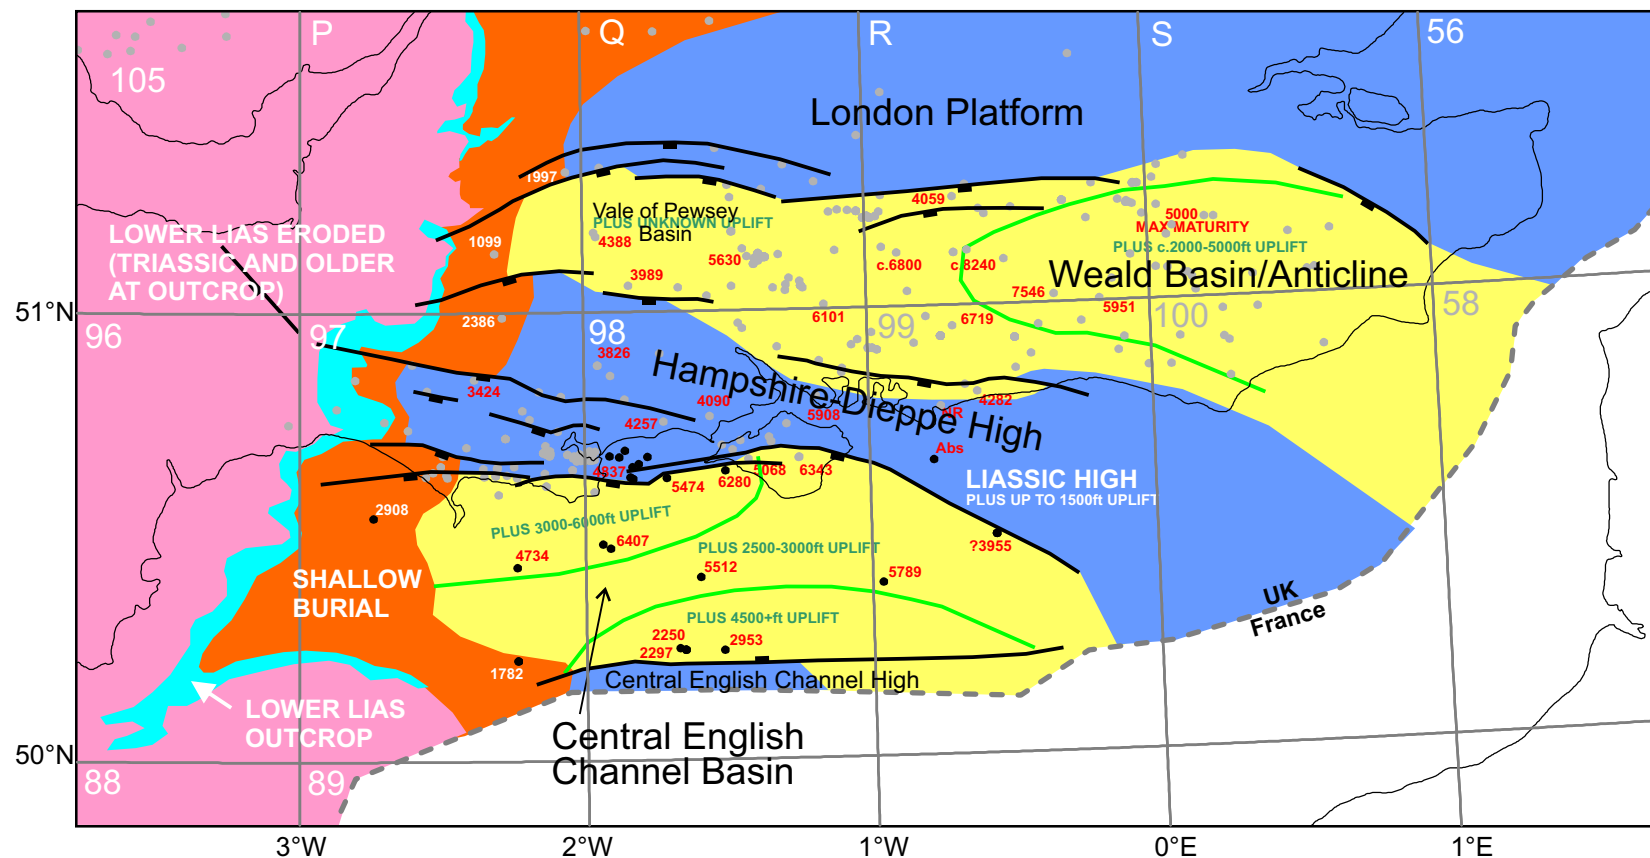 P
Q
R
S
56
105
London Platform
1997
Vale of Pewsey
PLUS UNKNOWN UPLIFT
Basin
4059
5000
MAX MATURITY
PLUS c.2000-5000ft UPLIFT
Weald Basin/Anticline
LOWER LIAS ERODED
(TRIASSIC AND OLDER
AT OUTCROP)
1099
4388
5630
3989
c.6800
c.8240
7546
5951
51°N
96
97
2386
98
6101
99
6719
100
58
3826
Hampshire-Dieppe High
3424
4090
4257
5908
NR
4282
Abs
4837
5474
6280
5068
6343
LIASSIC HIGH
PLUS UP TO 1500ft UPLIFT
2908
PLUS 3000-6000ft UPLIFT
6407
4734
PLUS 2500-3000ft UPLIFT
?3955
5512
5789
SHALLOW
BURIAL
UK
France
PLUS 4500+ft UPLIFT
2250
2297
2953
1782
Central English Channel High
LOWER LIAS
OUTCROP
Central English
Channel Basin
50°N
88
89
3°W
2°W
1°W
0°E
1°E